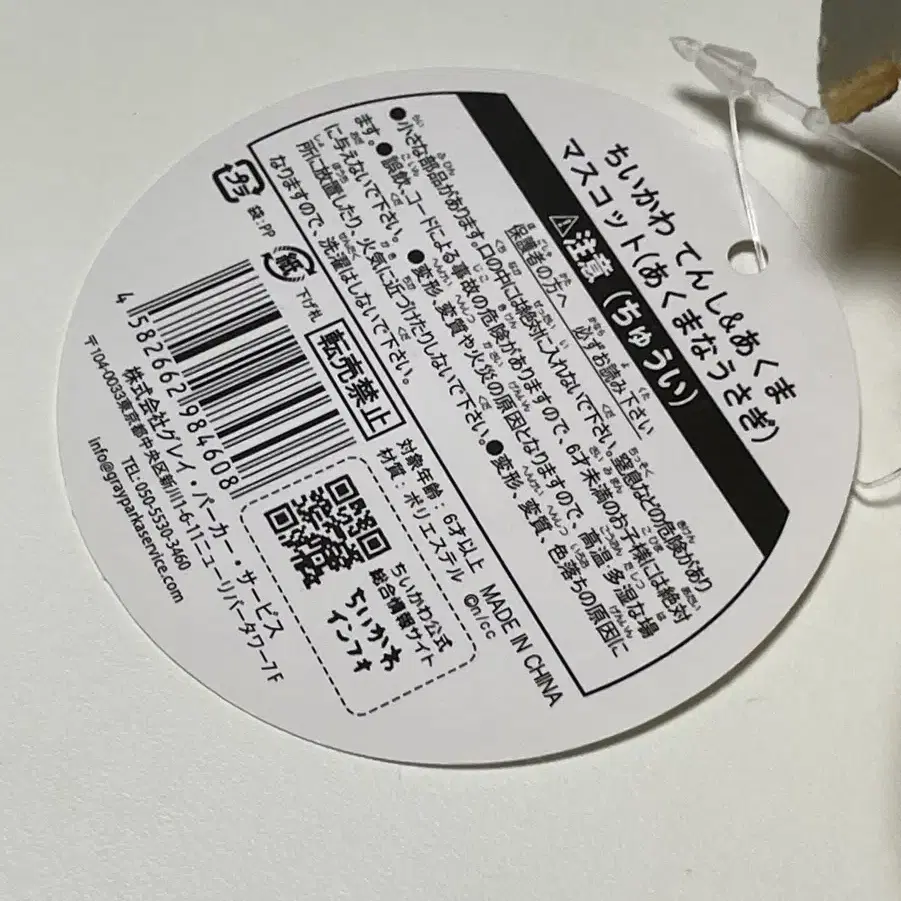 ちいかわ てんし&あくま
マスコット(あくまなうさぎ)
⚠注意 (ちゅうい)
保護者の方へ 必ずお読み下さい
●小さな部品があります。口の中には絶対に入れないで下さい。窒息などの危険があり
ます。●誤飲、コードによる事故の危険がありますので、6才未満のお子様には絶対
に与えないで下さい。●変形、変質や火災の原因となりますので、高温 多湿な場
所に放置したり、火気に近づけたりしないで下さい。●変形、変質、色落ちの原因に
なりますので、洗濯はしないで下さい。
プラ
袋:PP
紙
下げ札
転売禁止
対象年齢:6才以上
材質:ポリエステル
MADE IN CHINA
©n/cc
4 582662 984608
ちいかわ公式
総合情報サイト
ちいかわ
インフォ
株式会社グレイ・パーカー・サービス
〒104-0033東京都中央区新川1-6-11ニューリバータワー7F
TEL: 050-5530-3460
info@grayparkaservice.com